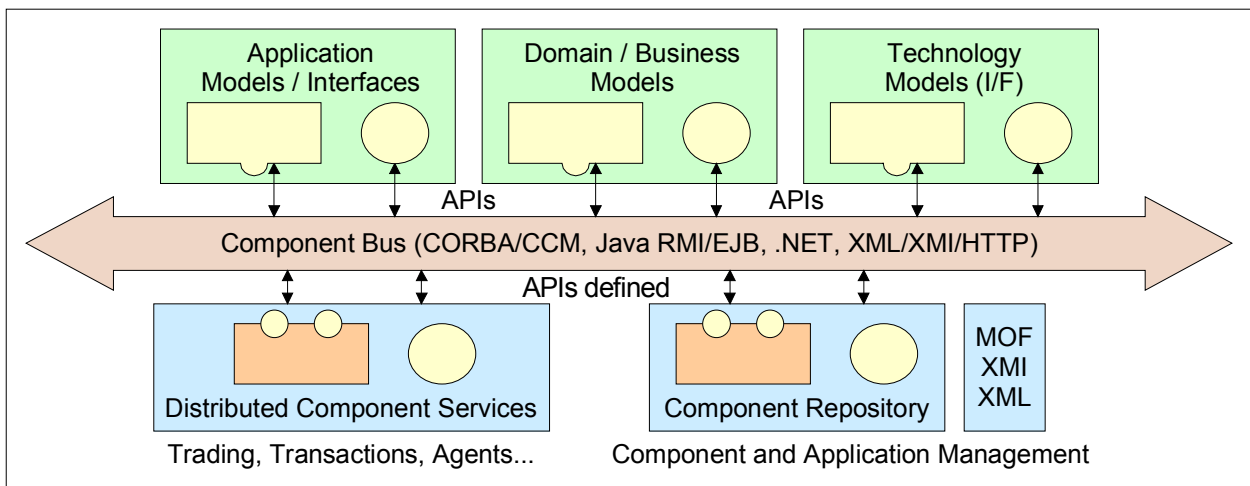 Application
Models / Interfaces
Domain / Business
Models
Technology
Models (I/F)
APIs
APIs
Component Bus (CORBA/CCM, Java RMI/EJB, .NET, XML/XMI/HTTP)
APIs defined
Distributed Component Services
Component Repository
MOF
XMI
XML
Trading, Transactions, Agents...
Component and Application Management